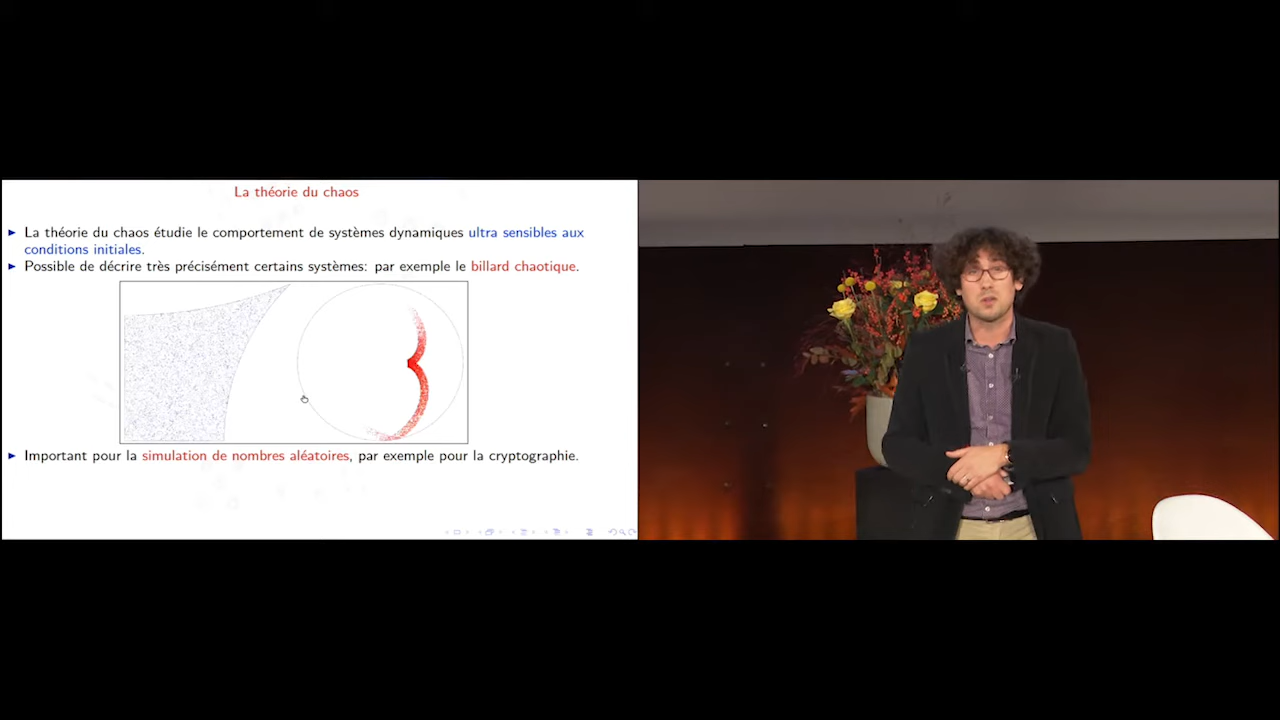 La théorie du chaos
La théorie du chaos étudie le comportement de systèmes dynamiques ultra sensibles aux
conditions initiales.
Possible de décrire très précisément certains systèmes: par exemple le billard chaotique.
Important pour la simulation de nombres aléatoires, par exemple pour la cryptographie.